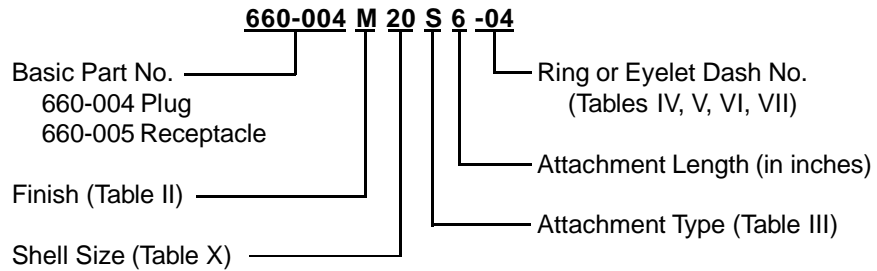 660-004 M 20 S 6 -04
Basic Part No.
660-004 Plug
660-005 Receptacle
Finish (Table II)
Shell Size (Table X)
Ring or Eyelet Dash No.
(Tables IV, V, VI, VII)
Attachment Length (in inches)
Attachment Type (Table III)